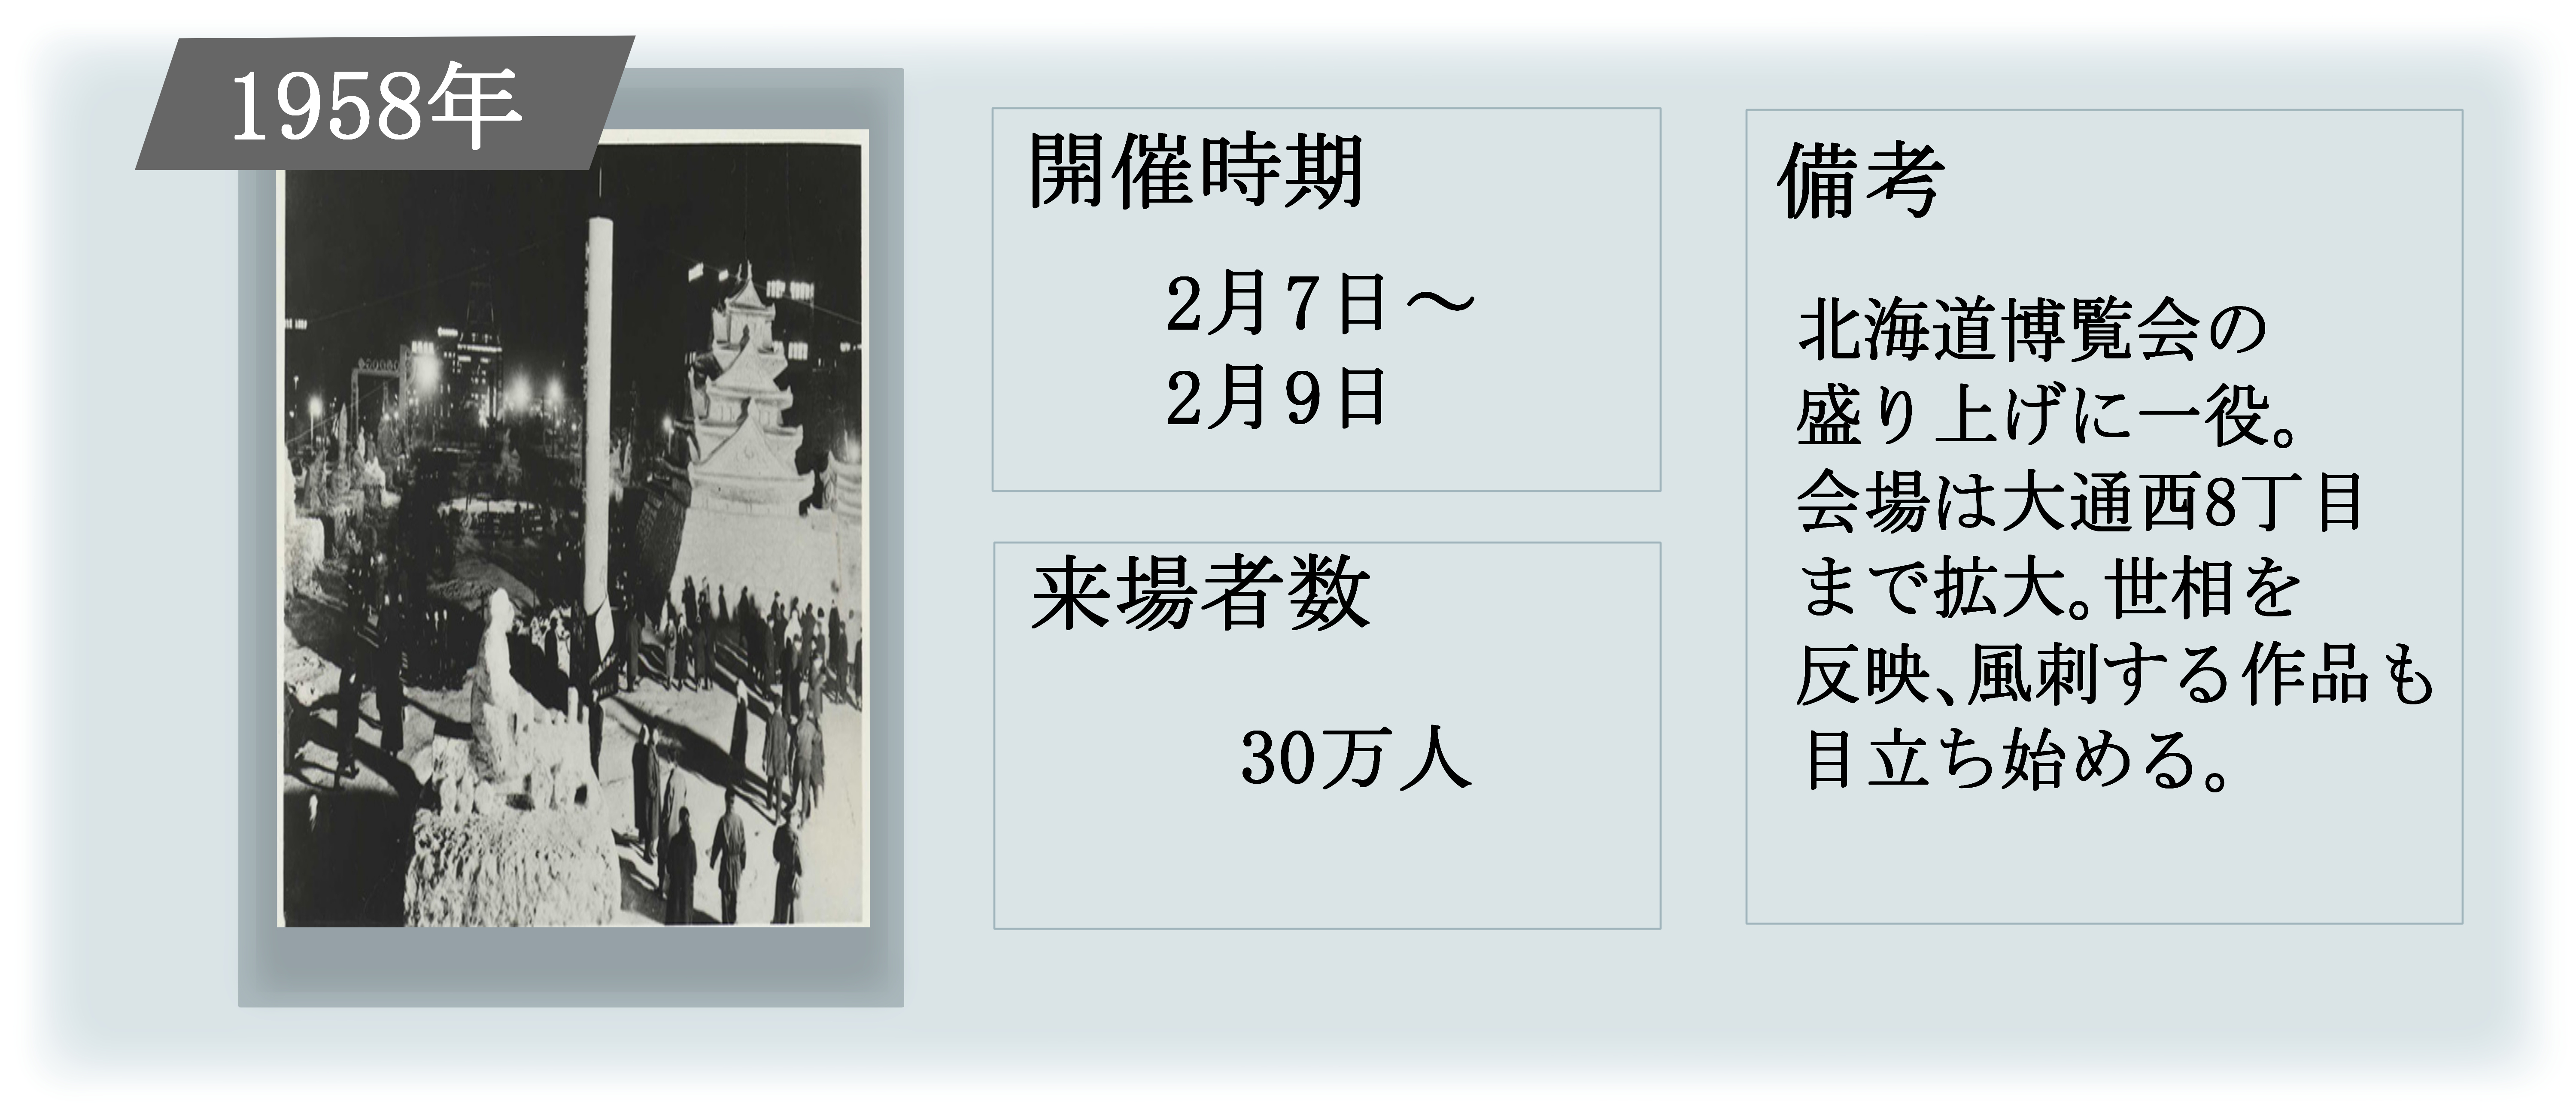 1958年
開催時期
2月7日～
2月9日
来場者数
30万人
備考
北海道博覧会の
盛り上げに一役。
会場は大通西8丁目
まで拡大。世相を
反映、風刺する作品も
目立ち始める。